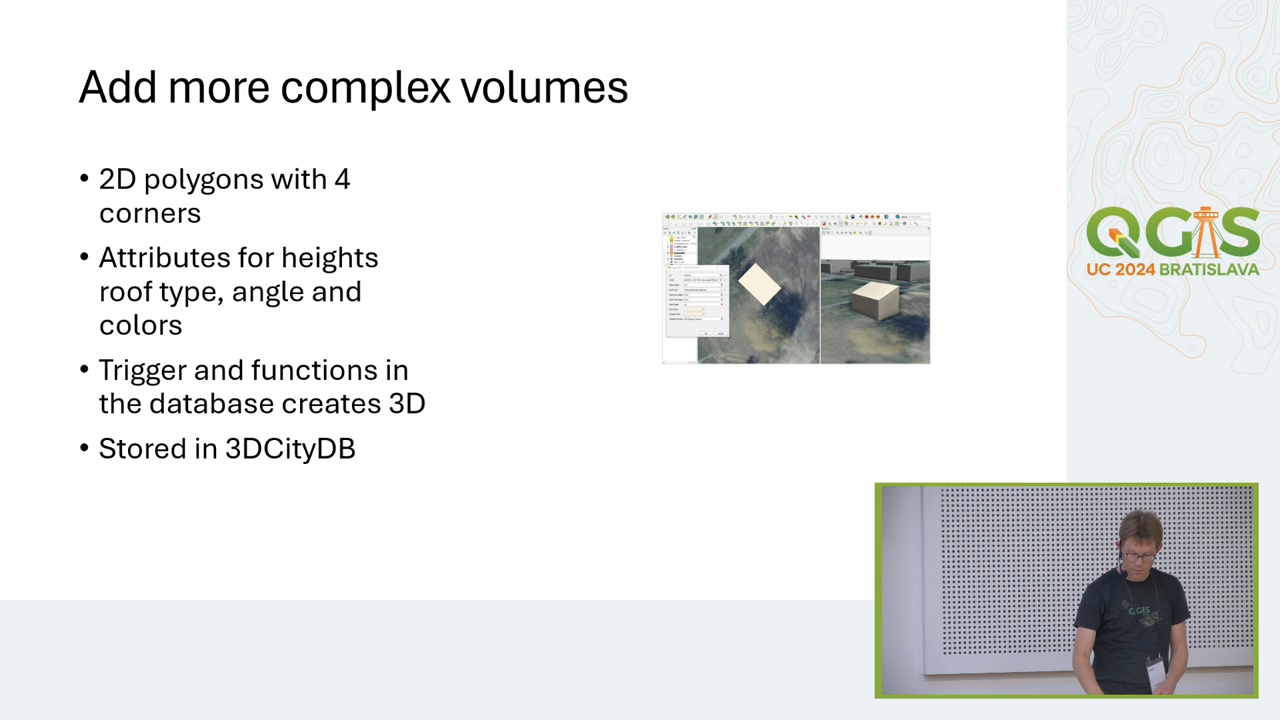 Add more complex volumes
• 2D polygons with 4
corners
• Attributes for heights
roof type, angle and
colors
• Trigger and functions in
the database creates 3D
• Stored in 3DCityDB
QGIS
UC 2024 BRATISLAVA
QGIS